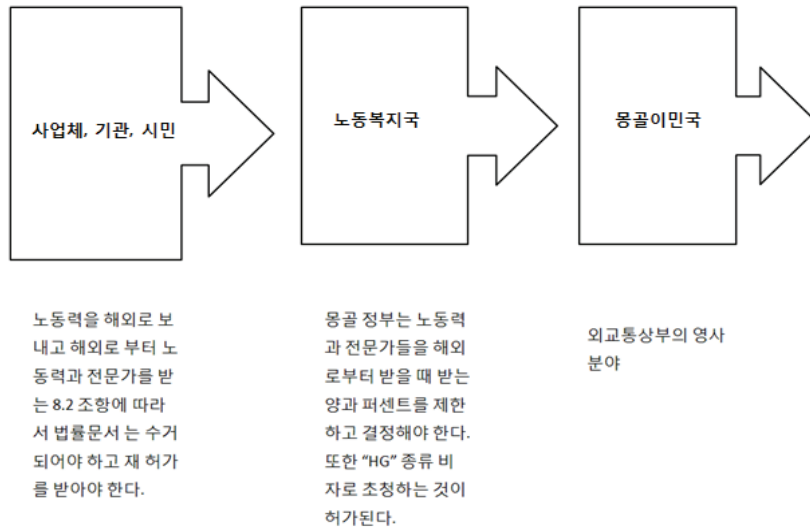 사업체, 기관, 시민
노동복지국
몽골이민국
노동력을 해외로 보
내고 해외로 부터 노
동력과 전문가를 받
는 8.2 조항에 따라
서 법률문서 는 수거
되어야 하고 재 허가
를 받아야 한다.
몽골 정부는 노동력
과 전문가들을 해외
로부터 받을 때 받는
양과 퍼센트를 제한
하고 결정해야 한다.
또한 “HG” 종류 비
자로 초청하는 것이
허가된다.
외교통상부의 영사
분야